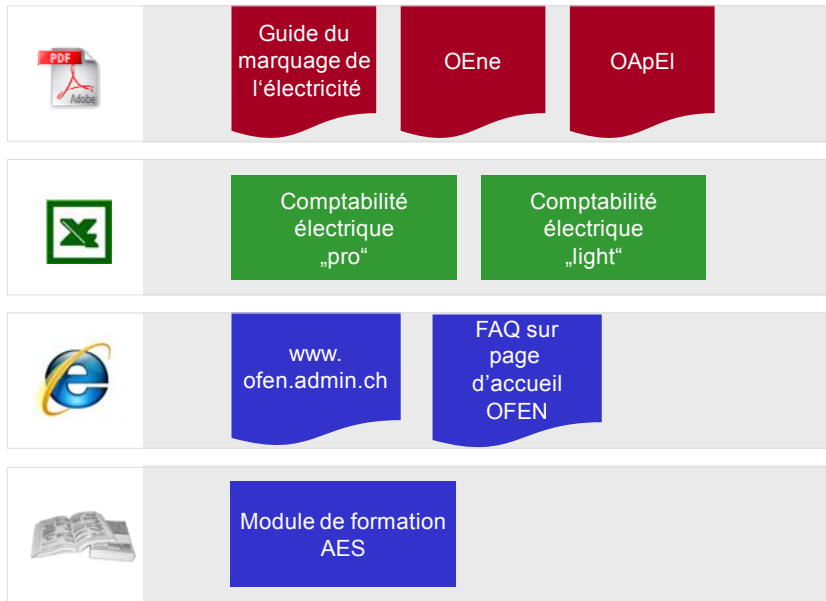 PDF
Adobe
Guide du
marquage de
l‘électricité
OEne
OApEl
Comptabilité
électrique
„pro“
Comptabilité
électrique
„light“
www.
ofen.admin.ch
FAQ sur
page
d’accueil
OFEN
Module de formation
AES